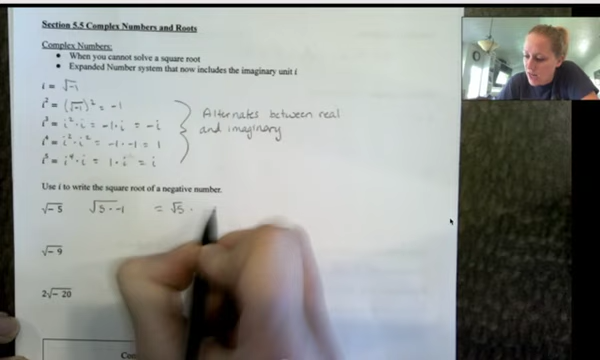 Section 5.5 Complex Numbers and Roots
Complex Numbers:
• When you cannot solve a square root
• Expanded Number system that now includes the imaginary unit i
i = √-1
i² = (√-1)² = -1
i³ = i²·i = -1·i = -i
i⁴ = i²·i² = -1·-1 = 1
i⁵ = i⁴·i = 1·i = i
Alternates between real
and imaginary
Use i to write the square root of a negative number.
√-5 √5·-1 = √5 ·
√-9
2√-20